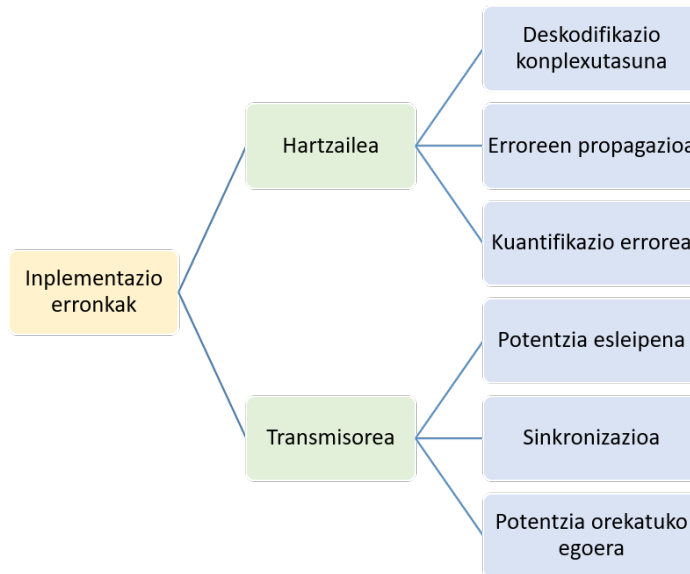 Inplementazio
erronkak
Hartzailea
Deskodifikazio
konplexutasuna
Erroreen propagazioa
Kuantifikazio errorea
Transmisorea
Potentzia esleipena
Sinkronizazioa
Potentzia orekatuko
egoera